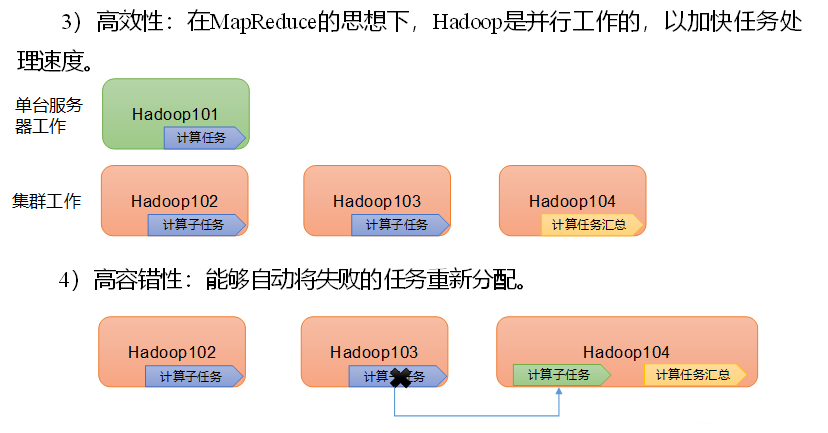 3）高效性：在MapReduce的思想下，Hadoop是并行工作的，以加快任务处
理速度。
单台服务
器工作
Hadoop101
计算任务
集群工作
Hadoop102
计算子任务
Hadoop103
计算子任务
Hadoop104
计算任务汇总
4）高容错性：能够自动将失败的任务重新分配。
Hadoop102
计算子任务
Hadoop103
计算子任务
Hadoop104
计算子任务
计算任务汇总